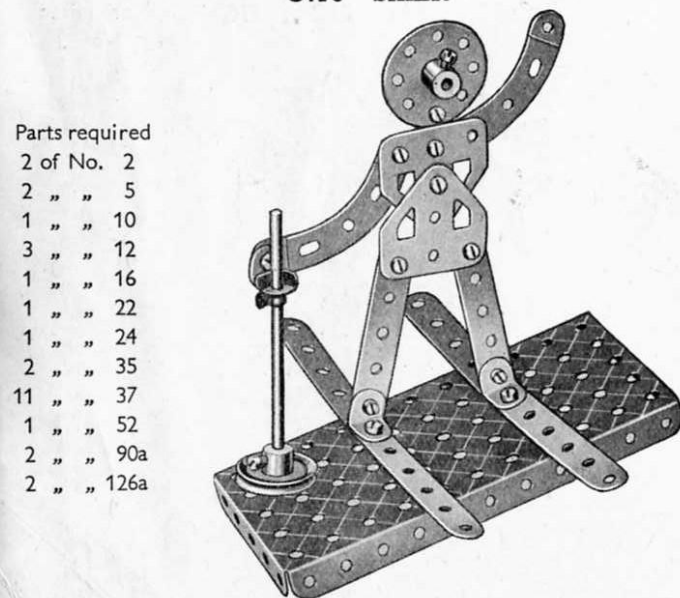 Parts required
2 of No. 2
2 „ „ 5
1 „ „ 10
3 „ „ 12
1 „ „ 16
1 „ „ 22
1 „ „ 24
2 „ „ 35
11 „ „ 37
1 „ „ 52
2 „ „ 90a
2 „ „ 126a